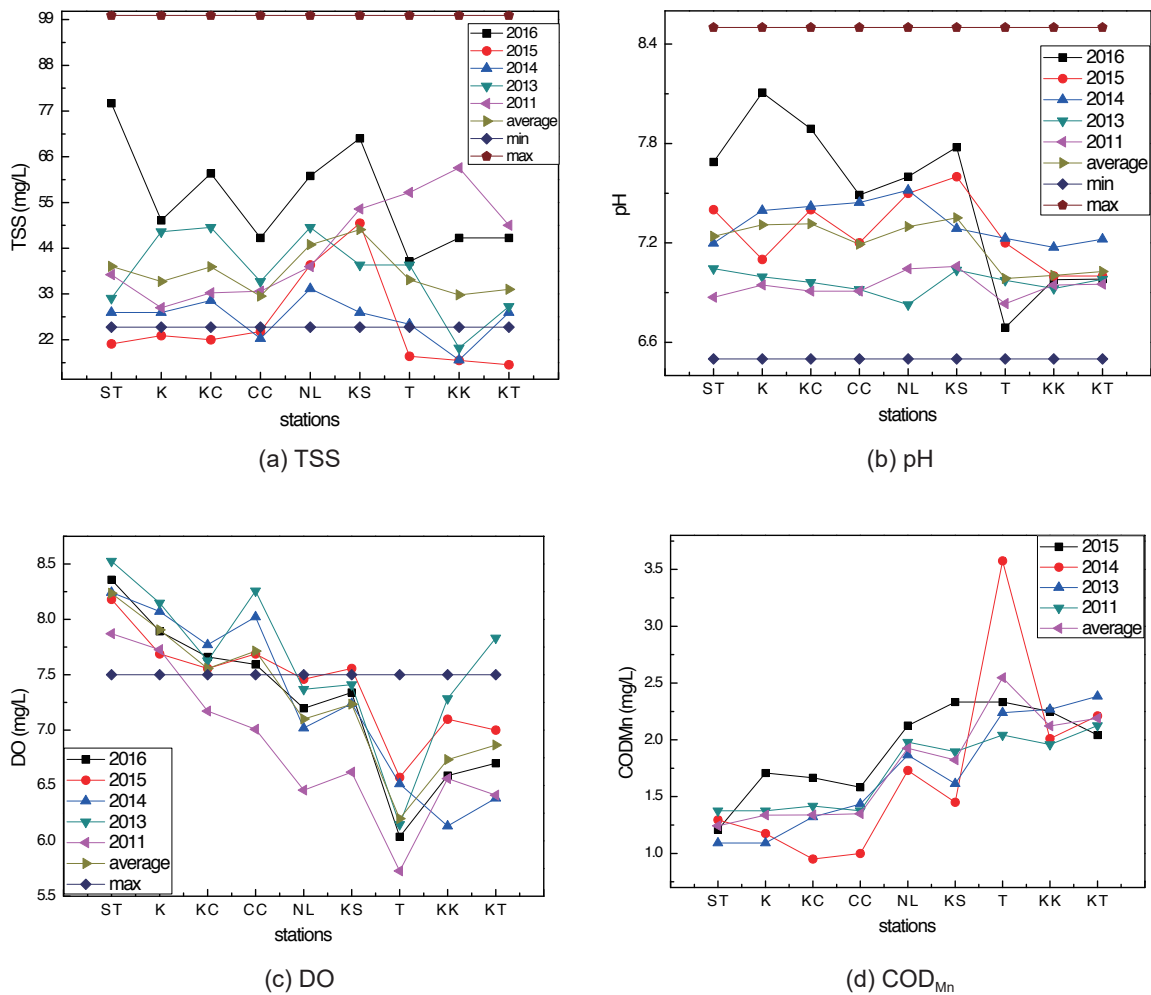 99
88
77
66
55
44
33
22
TSS (mg/L)
2016
2015
2014
2013
2011
average
min
max
ST K KC CC NL KS T KK KT
stations
(a) TSS
8.4
7.8
7.2
6.6
pH
2016
2015
2014
2013
2011
average
min
max
ST K KC CC NL KS T KK KT
stations
(b) pH
8.5
8.0
7.5
7.0
6.5
6.0
5.5
DO (mg/L)
2016
2015
2014
2013
2011
average
max
ST K KC CC NL KS T KK KT
stations
(c) DO
3.5
3.0
2.5
2.0
1.5
1.0
CODMn (mg/L)
2015
2014
2013
2011
average
ST K KC CC NL KS T KK KT
stations
(d) COD_Mn